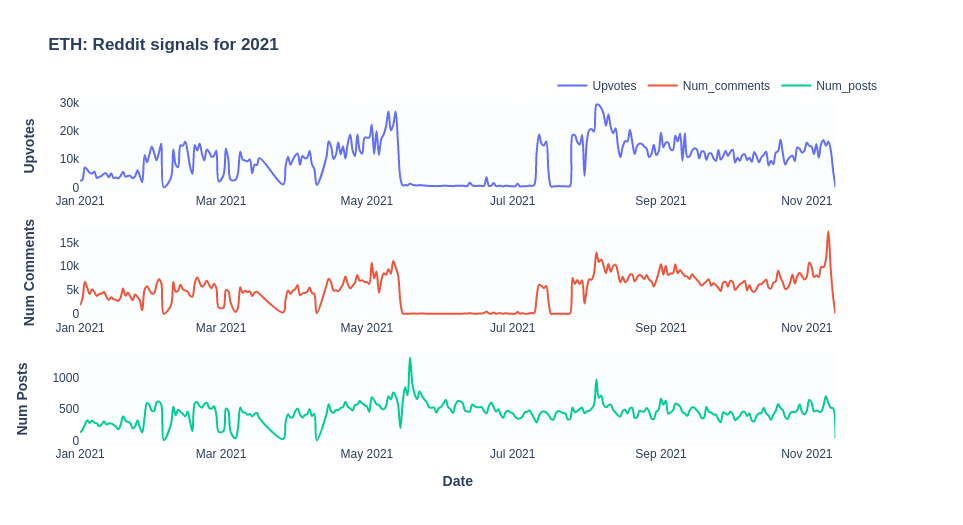 ETH: Reddit signals for 2021
Upvotes Num_comments Num_posts
Upvotes
30k
20k
10k
0
Jan 2021 Mar 2021 May 2021 Jul 2021 Sep 2021 Nov 2021
Num Comments
15k
10k
5k
0
Jan 2021 Mar 2021 May 2021 Jul 2021 Sep 2021 Nov 2021
Num Posts
1000
500
0
Jan 2021 Mar 2021 May 2021 Jul 2021 Sep 2021 Nov 2021
Date